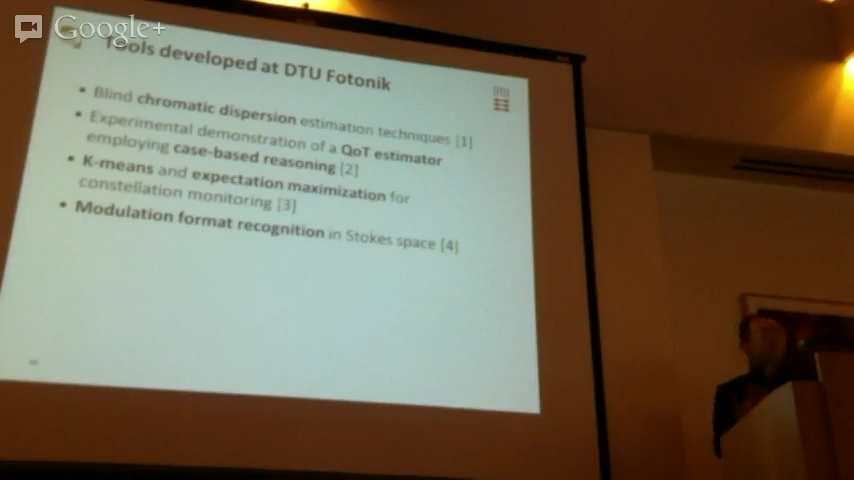 Google+
Tools developed at DTU Fotonik
DTU
• Blind chromatic dispersion estimation techniques [1]
• Experimental demonstration of a QoT estimator
employing case-based reasoning [2]
• K-means and expectation maximization for
constellation monitoring [3]
• Modulation format recognition in Stokes space [4]